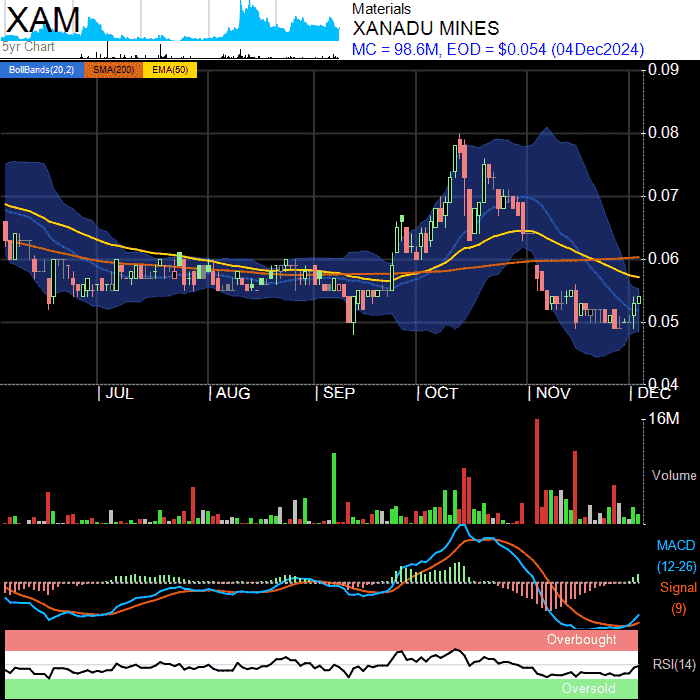 XAM
5yr Chart
Materials
XANADU MINES
MC = 98.6M, EOD = $0.054 (04Dec2024)
BollBands(20,2) SMA(200) EMA(50)
0.09
0.08
0.07
0.06
0.05
0.04
JUL AUG SEP OCT NOV DEC
16M
Volume
MACD
(12-26)
Signal
(9)
Overbought
RSI(14)
Oversold